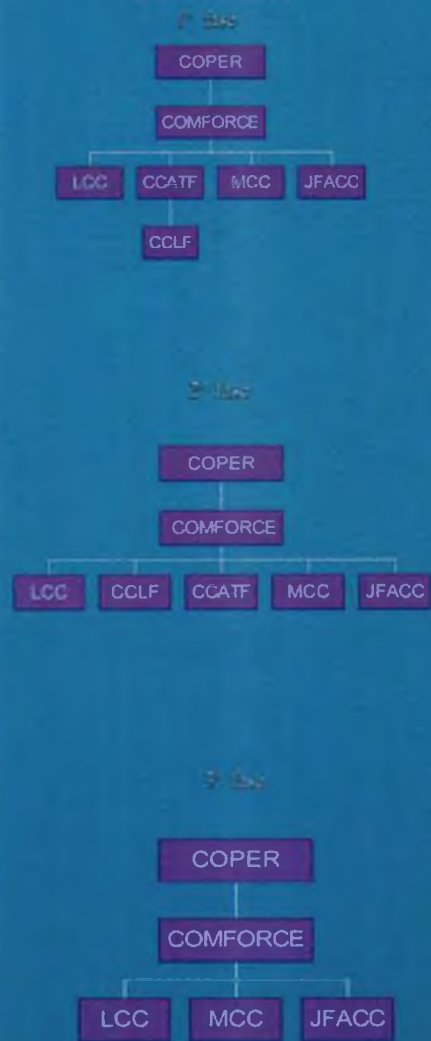 COPER
COMFORCE
LCC CCATF MCC JFACC
CCLF
COPER
COMFORCE
LCC CCLF CCATF MCC JFACC
COPER
COMFORCE
LCC MCC JFACC